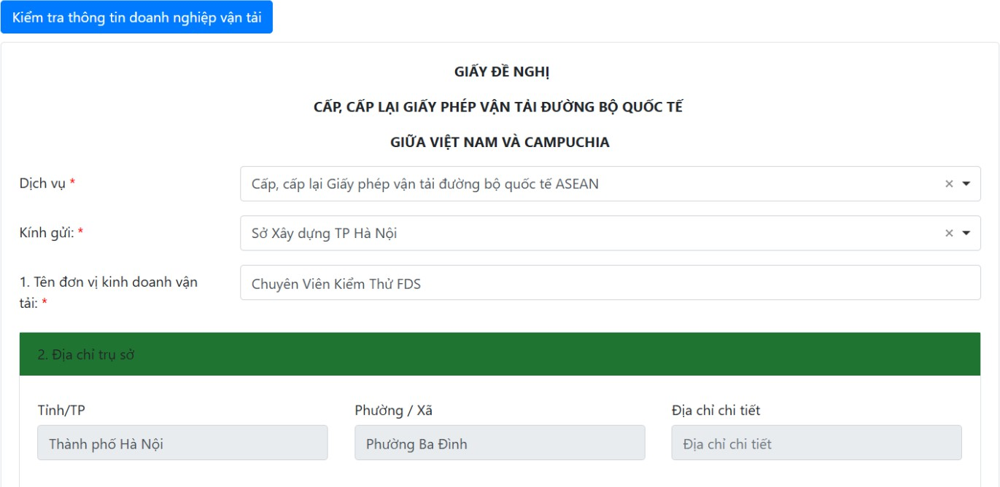 Kiểm tra thông tin doanh nghiệp vận tải
GIẤY ĐỀ NGHỊ
CẤP, CẤP LẠI GIẤY PHÉP VẬN TẢI ĐƯỜNG BỘ QUỐC TẾ
GIỮA VIỆT NAM VÀ CAMPUCHIA
Dịch vụ *
Cấp, cấp lại Giấy phép vận tải đường bộ quốc tế ASEAN
Kính gửi: *
Sở Xây dựng TP Hà Nội
1. Tên đơn vị kinh doanh vận
tải: *
Chuyên Viên Kiểm Thử FDS
2. Địa chỉ trụ sở
Tỉnh/TP
Phường / Xã
Địa chỉ chi tiết
Thành phố Hà Nội
Phường Ba Đình
Địa chỉ chi tiết